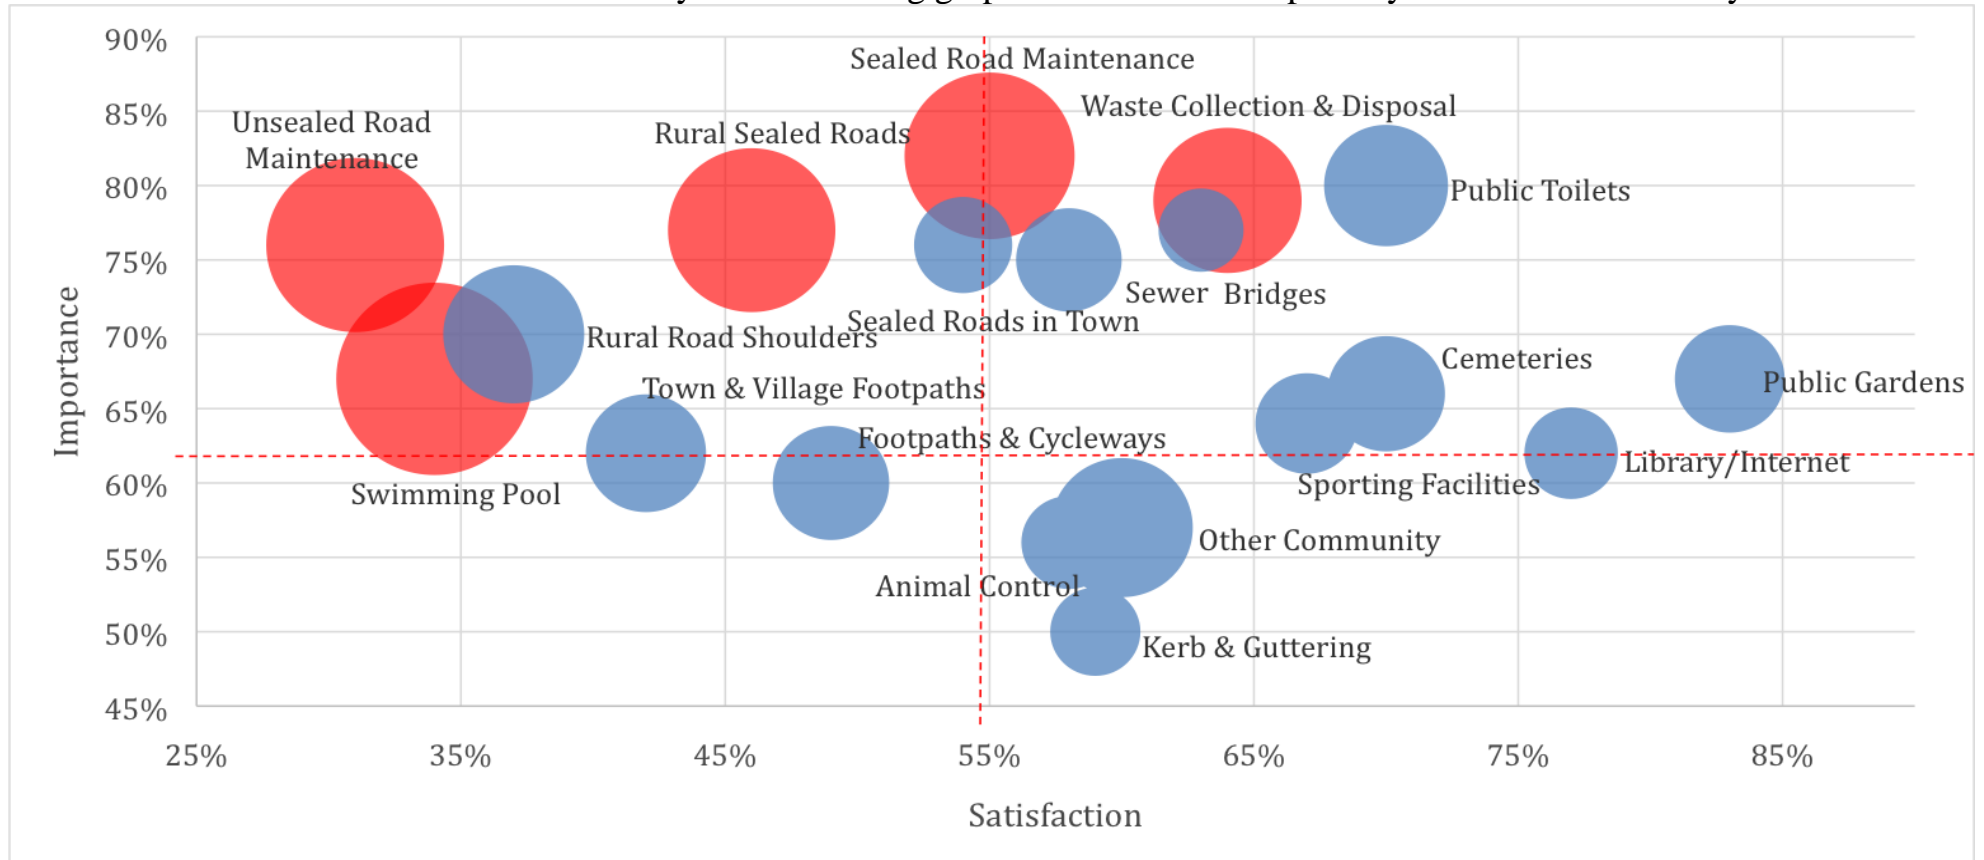 90%
85%
80%
75%
70%
65%
60%
55%
50%
45%
Importance
Sealed Road Maintenance
Waste Collection & Disposal
Unsealed Road
Maintenance
Rural Sealed Roads
Public Toilets
Sewer
Bridges
Sealed Roads in Town
Rural Road Shoulders
Cemeteries
Public Gardens
Town & Village Footpaths
Footpaths & Cycleways
Library/Internet
Sporting Facilities
Swimming Pool
Other Community
Animal Control
Kerb & Guttering
25%
35%
45%
55%
65%
75%
85%
Satisfaction